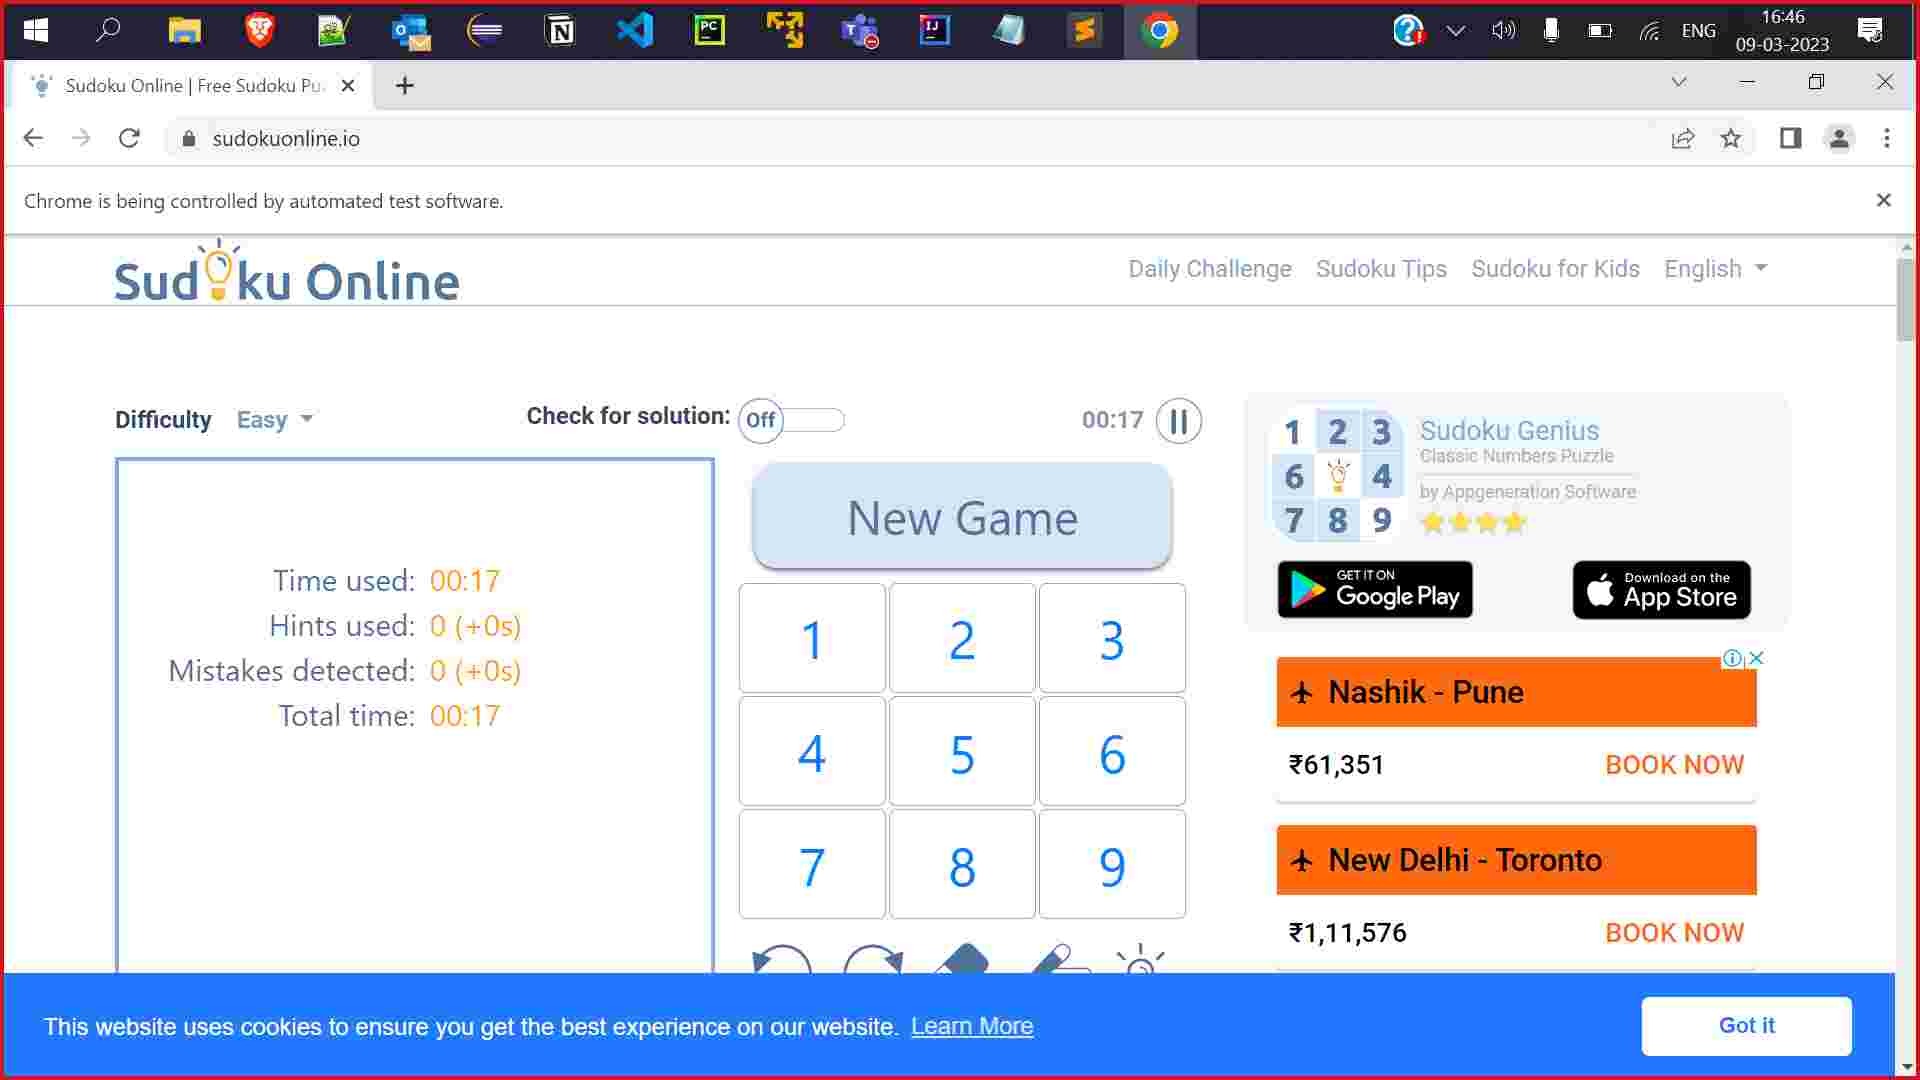 ENG
16:46
09-03-2023
Sudoku Online | Free Sudoku Pu
sudokuonline.io
Chrome is being controlled by automated test software.
Sudoku Online
Daily Challenge Sudoku Tips Sudoku for Kids English
Difficulty Easy
Check for solution: Off
00:17
Time used: 00:17
Hints used: 0 (+0s)
Mistakes detected: 0 (+0s)
Total time: 00:17
New Game
1 2 3
4 5 6
7 8 9
1 2 3
6 4
7 8 9
Sudoku Genius
Classic Numbers Puzzle
by Appgeneration Software
GET IT ON
Google Play
Download on the
App Store
Nashik - Pune
₹61,351 BOOK NOW
New Delhi - Toronto
₹1,11,576 BOOK NOW
This website uses cookies to ensure you get the best experience on our website. Learn More
Got it